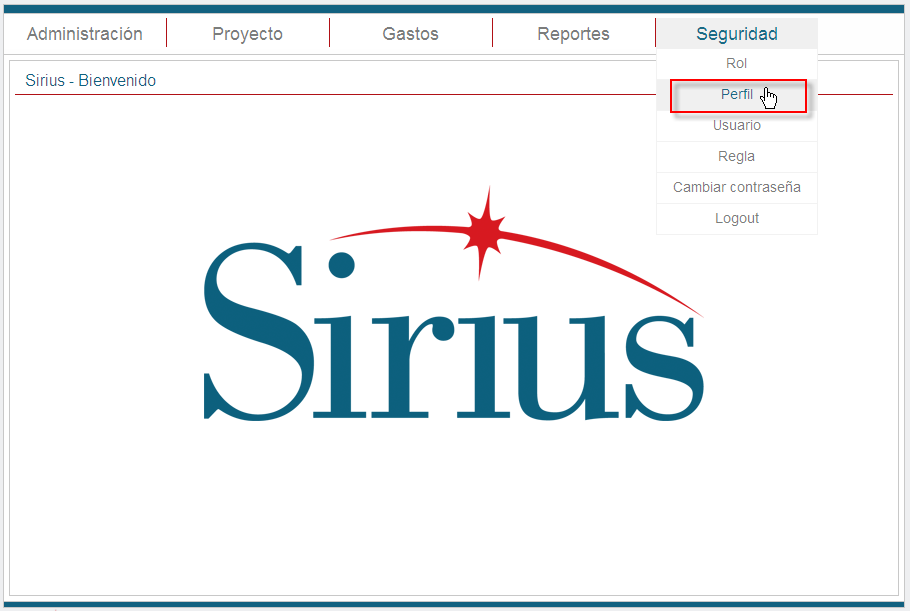 Administración Proyecto Gastos Reportes Seguridad
Rol
Sirius - Bienvenido
Perfil
Usuario
Regla
Cambiar contraseña
Logout
Sirius